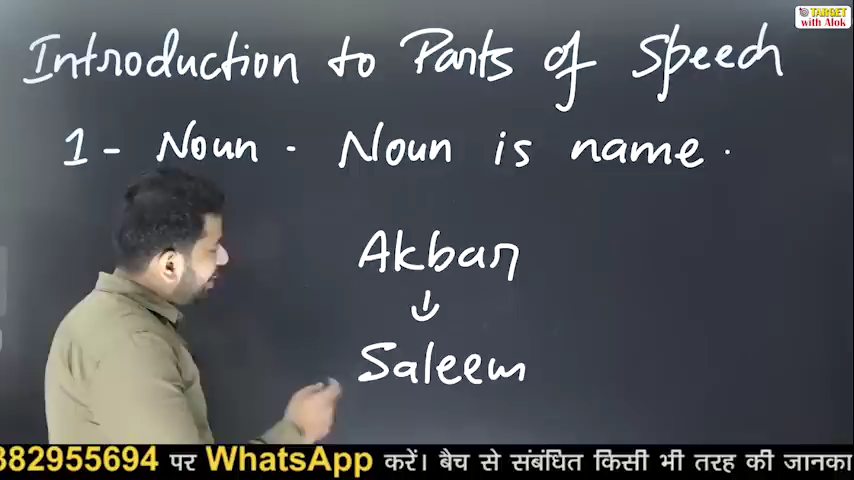 TARGET
with Alok
Introduction to Parts of Speech
1 - Noun - Noun is name.
Akbar
↓
Saleem
382955694 पर WhatsApp करें। बैच से संबंधित किसी भी तरह की जानका